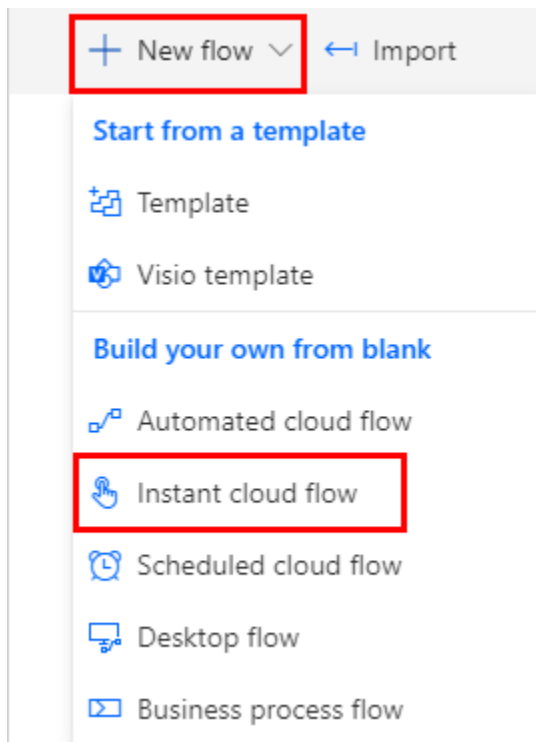 New flow Import
Start from a template
Template
Visio template
Build your own from blank
Automated cloud flow
Instant cloud flow
Scheduled cloud flow
Desktop flow
Business process flow